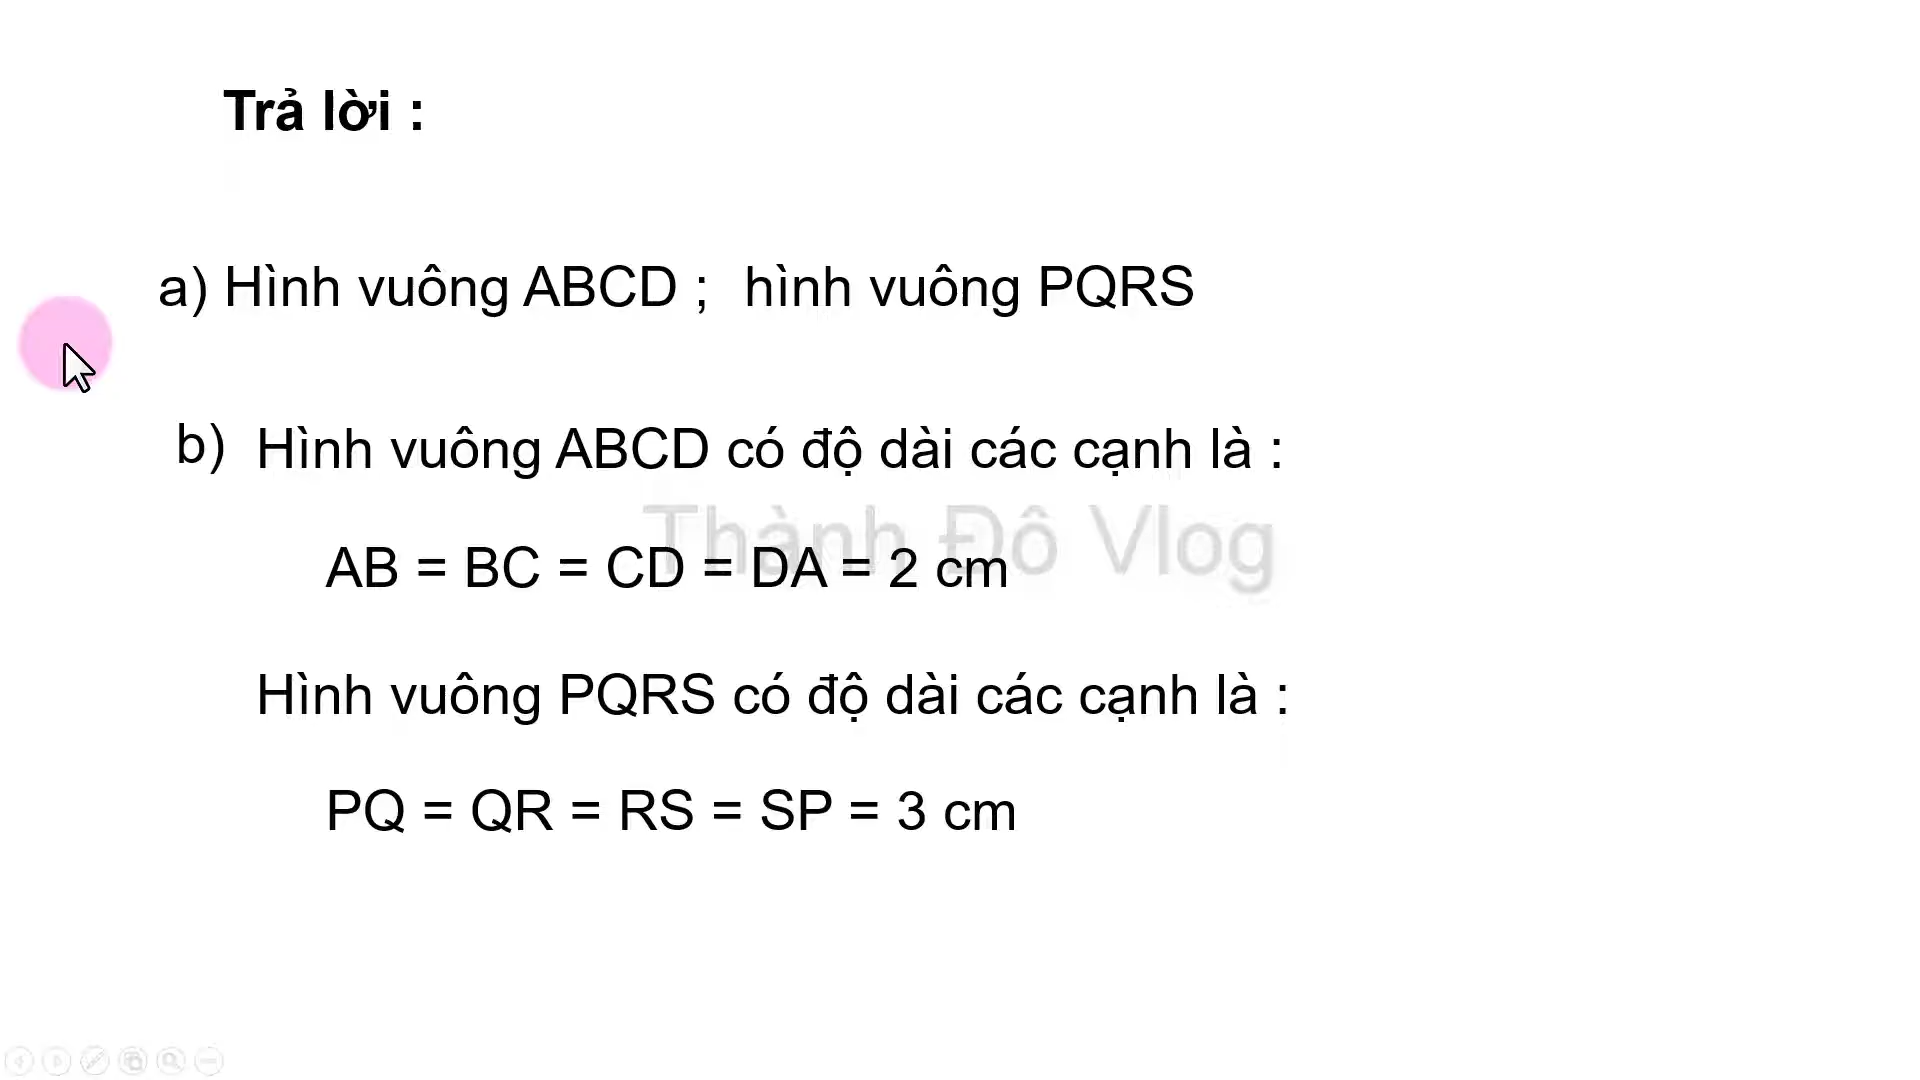 Trả lời :
a) Hình vuông ABCD ; hình vuông PQRS
b) Hình vuông ABCD có độ dài các cạnh là :
Thành Đô Vlog
AB = BC = CD = DA = 2 cm
Hình vuông PQRS có độ dài các cạnh là :
PQ = QR = RS = SP = 3 cm